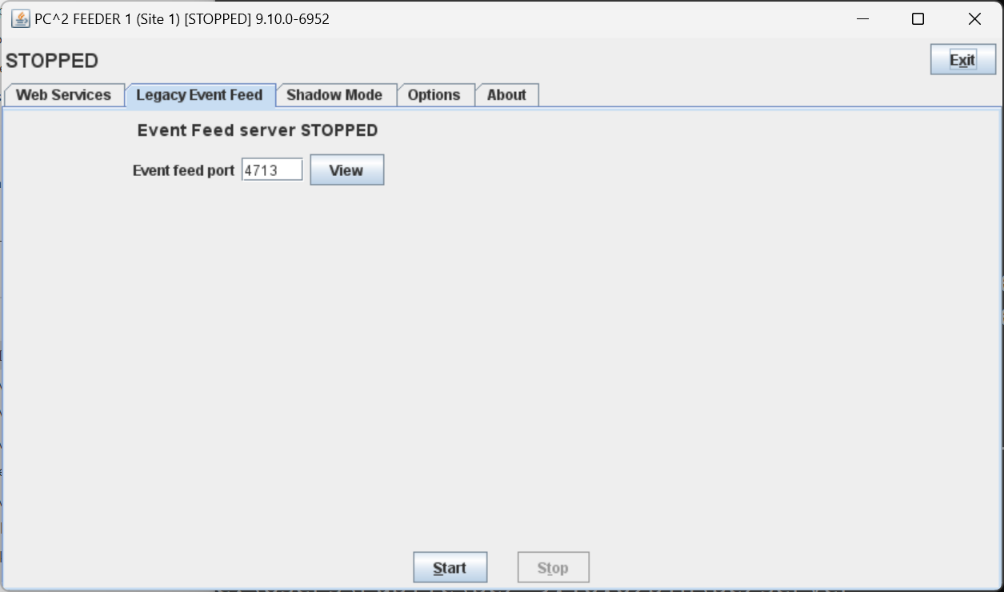 PC^2 FEEDER 1 (Site 1) [STOPPED] 9.10.0-6952
STOPPED
Exit
Web Services
Legacy Event Feed
Shadow Mode
Options
About
Event Feed server STOPPED
Event feed port 4713 View
Start
Stop